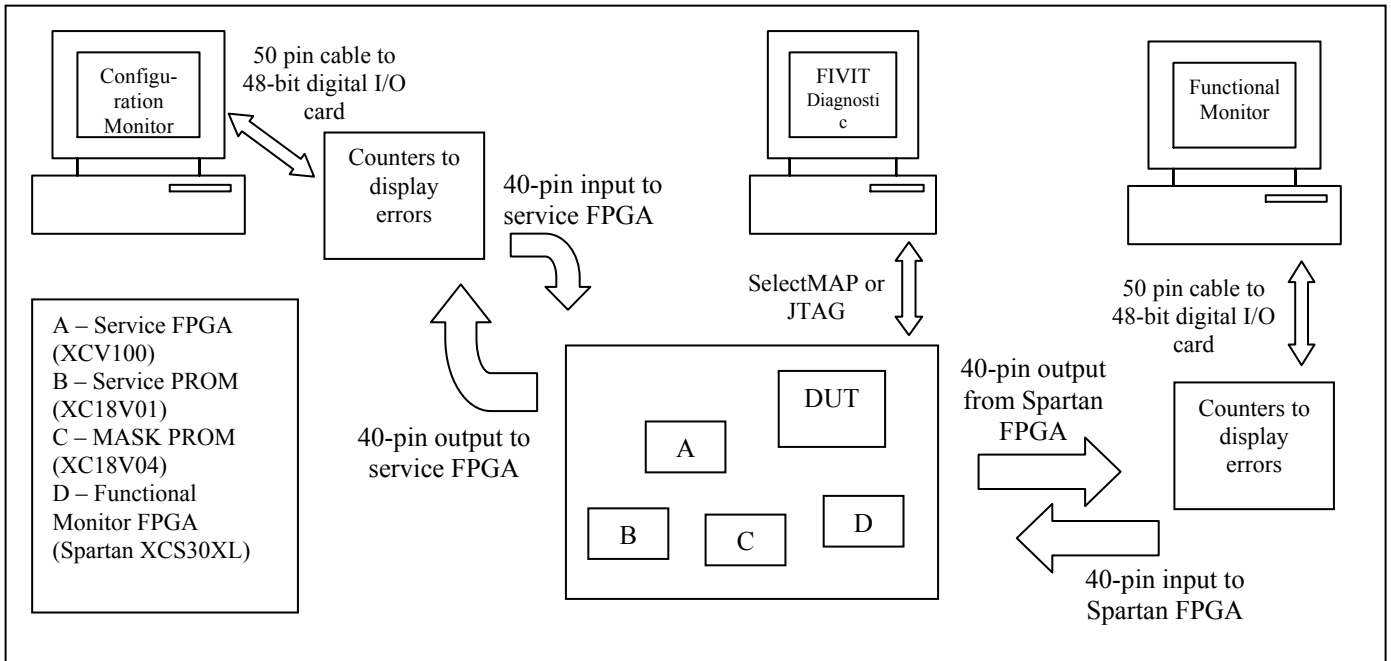 Configu-
ration
Monitor
50 pin cable to
48-bit digital I/O
card
Counters to
display
errors
40-pin input to
service FPGA
FIVIT
Diagnosti
c
Functional
Monitor
SelectMAP or
JTAG
50 pin cable to
48-bit digital I/O
card
A – Service FPGA
(XCV100)
B – Service PROM
(XC18V01)
C – MASK PROM
(XC18V04)
D – Functional
Monitor FPGA
(Spartan XCS30XL)
40-pin output to
service FPGA
DUT
A
B
C
D
40-pin output
from Spartan
FPGA
Counters to
display
errors
40-pin input to
Spartan FPGA